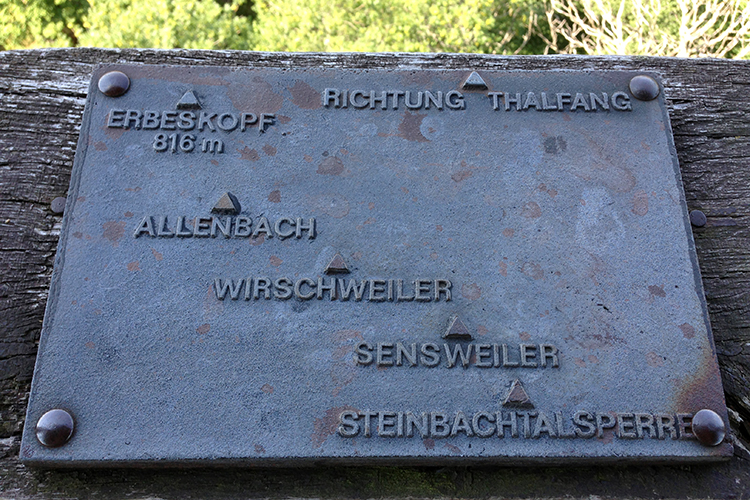 RICHTUNG THALFANG
ERBESKOPF
816 m
ALLENBACH
WIRSCHWEILER
SENSWEILER
STEINBACHTALSPERRE